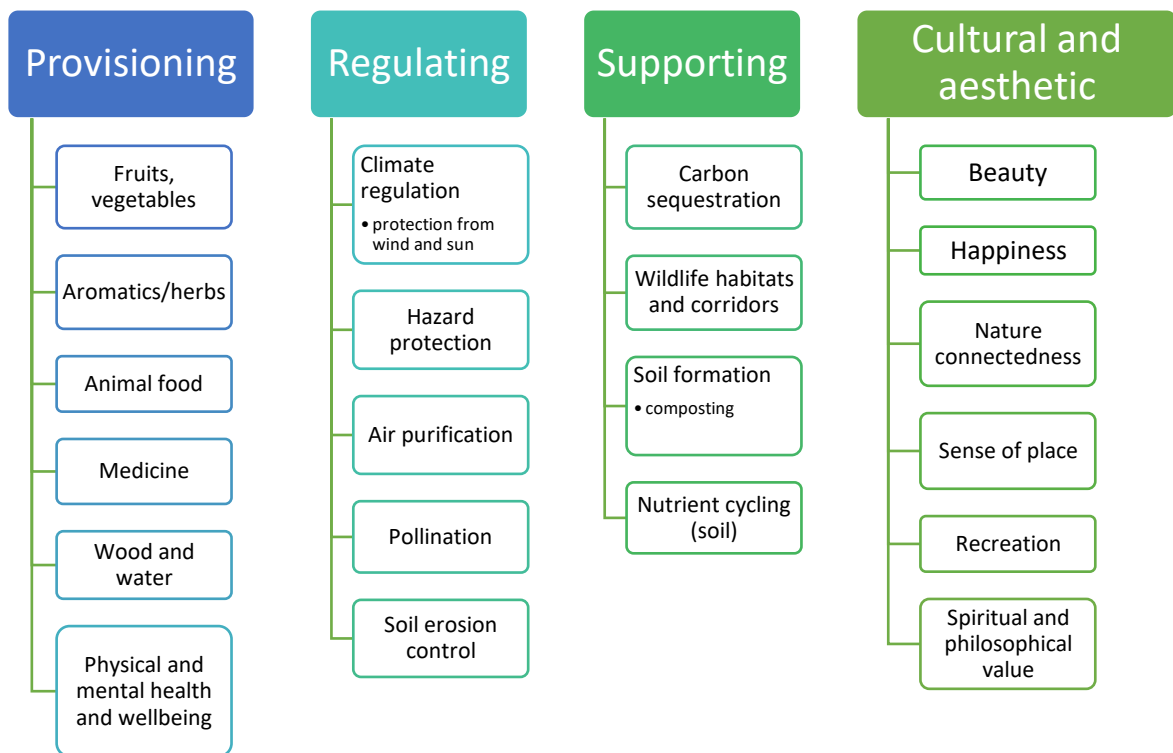 Provisioning
Fruits,
vegetables
Aromatics/herbs
Animal food
Medicine
Wood and
water
Physical and
mental health
and wellbeing
Regulating
Climate
regulation
• protection from
wind and sun
Hazard
protection
Air purification
Pollination
Soil erosion
control
Supporting
Carbon
sequestration
Wildlife habitats
and corridors
Soil formation
• composting
Nutrient cycling
(soil)
Cultural and
aesthetic
Beauty
Happiness
Nature
connectedness
Sense of place
Recreation
Spiritual and
philosophical
value